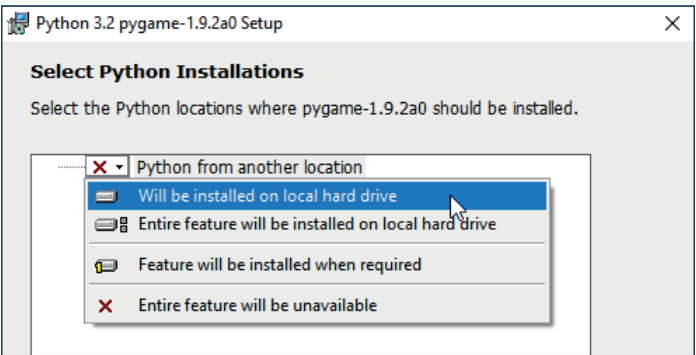 Python 3.2 pygame-1.9.2a0 Setup
Select Python Installations
Select the Python locations where pygame-1.9.2a0 should be installed.
Python from another location
Will be installed on local hard drive
Entire feature will be installed on local hard drive
Feature will be installed when required
Entire feature will be unavailable